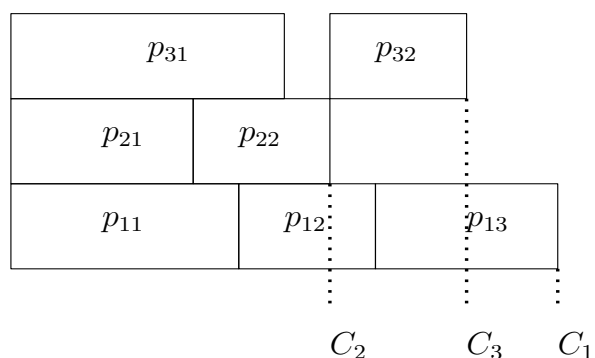 p₃₁ p₃₂
p₂₁ p₂₂
p₁₁ p₁₂ p₁₃
C₂ C₃ C₁